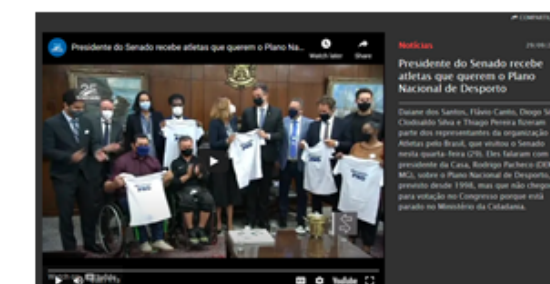 COMPARTI
Presidente do Senado recebe atletas que querem o Plano Na...
Watch later
Share
Notícias
Presidente do Senado recebe
atletas que querem o Plano
Nacional de Desporto
Daiane dos Santos, Flávio Canto, Diogo Si
Clodoaldo Silva e Thiago Pereira fizeram
parte dos representantes da organização
Atletas pelo Brasil, que visitou o Senado
nesta quarta-feira (29). Eles falaram com
presidente da Casa, Rodrigo Pacheco (DEM
MG), sobre o Plano Nacional de Desporto,
previsto desde 1998, mas que não chegou
para votação no Congresso porque está
parado no Ministério da Cidadania.
YouTube